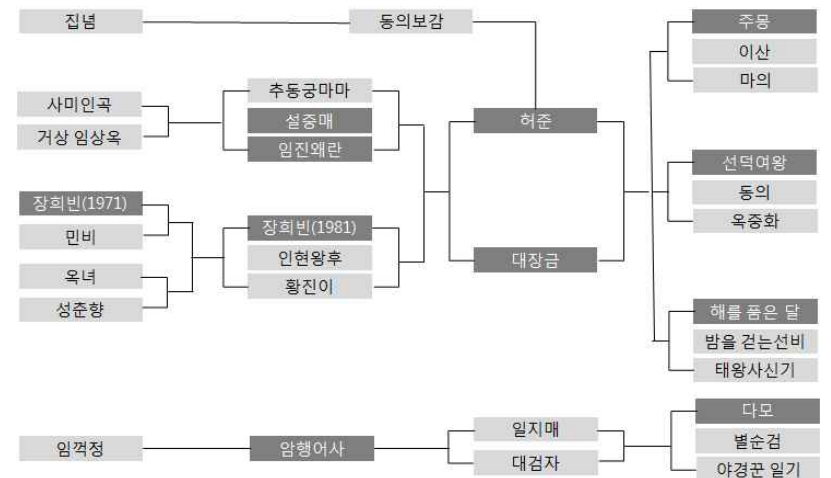 집념
동의보감
사미인곡
거상 임상옥
추동궁마마
설중매
임진왜란
장희빈(1971)
민비
옥녀
성춘향
장희빈(1981)
인현왕후
황진이
허준
대장금
주몽
이산
마의
선덕여왕
동의
옥중화
해를 품은 달
밤을 걷는선비
태왕사신기
임꺽정
암행어사
일지매
대검자
다모
별순검
야경꾼 일기